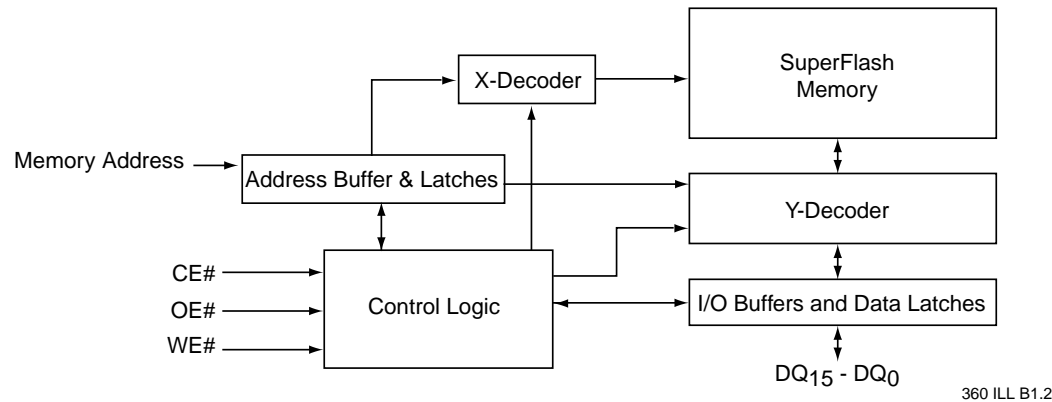 SuperFlash
Memory
X-Decoder
Memory Address
Address Buffer & Latches
Y-Decoder
CE#
OE#
WE#
Control Logic
I/O Buffers and Data Latches
DQ15 - DQ0
360 ILL B1.2